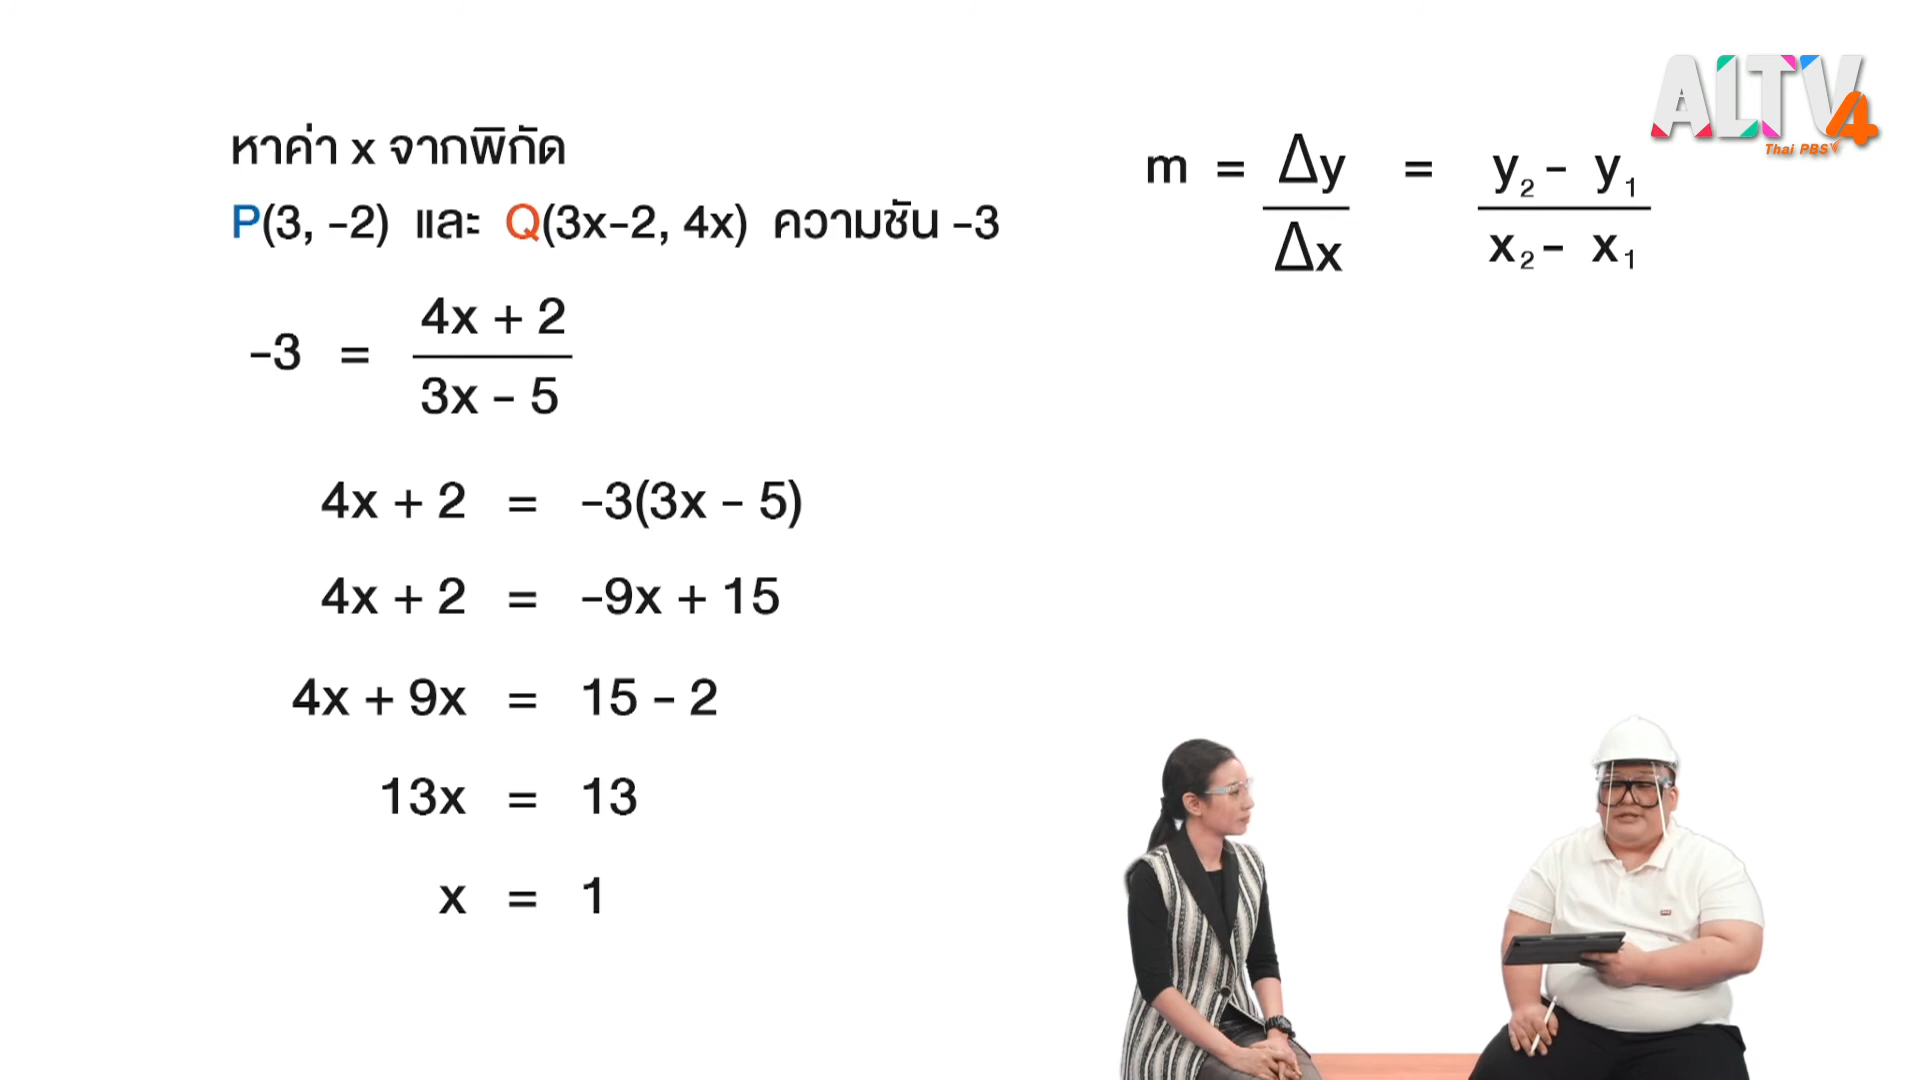 หาค่า x จากพิกัด
P(3, -2) และ Q(3x-2, 4x) ความชัน -3
-3 = (4x + 2)/(3x - 5)
4x + 2 = -3(3x - 5)
4x + 2 = -9x + 15
4x + 9x = 15 - 2
13x = 13
x = 1
m = Δy/Δx = (y₂ - y₁)/(x₂ - x₁)
ALTV4
Thai PBS